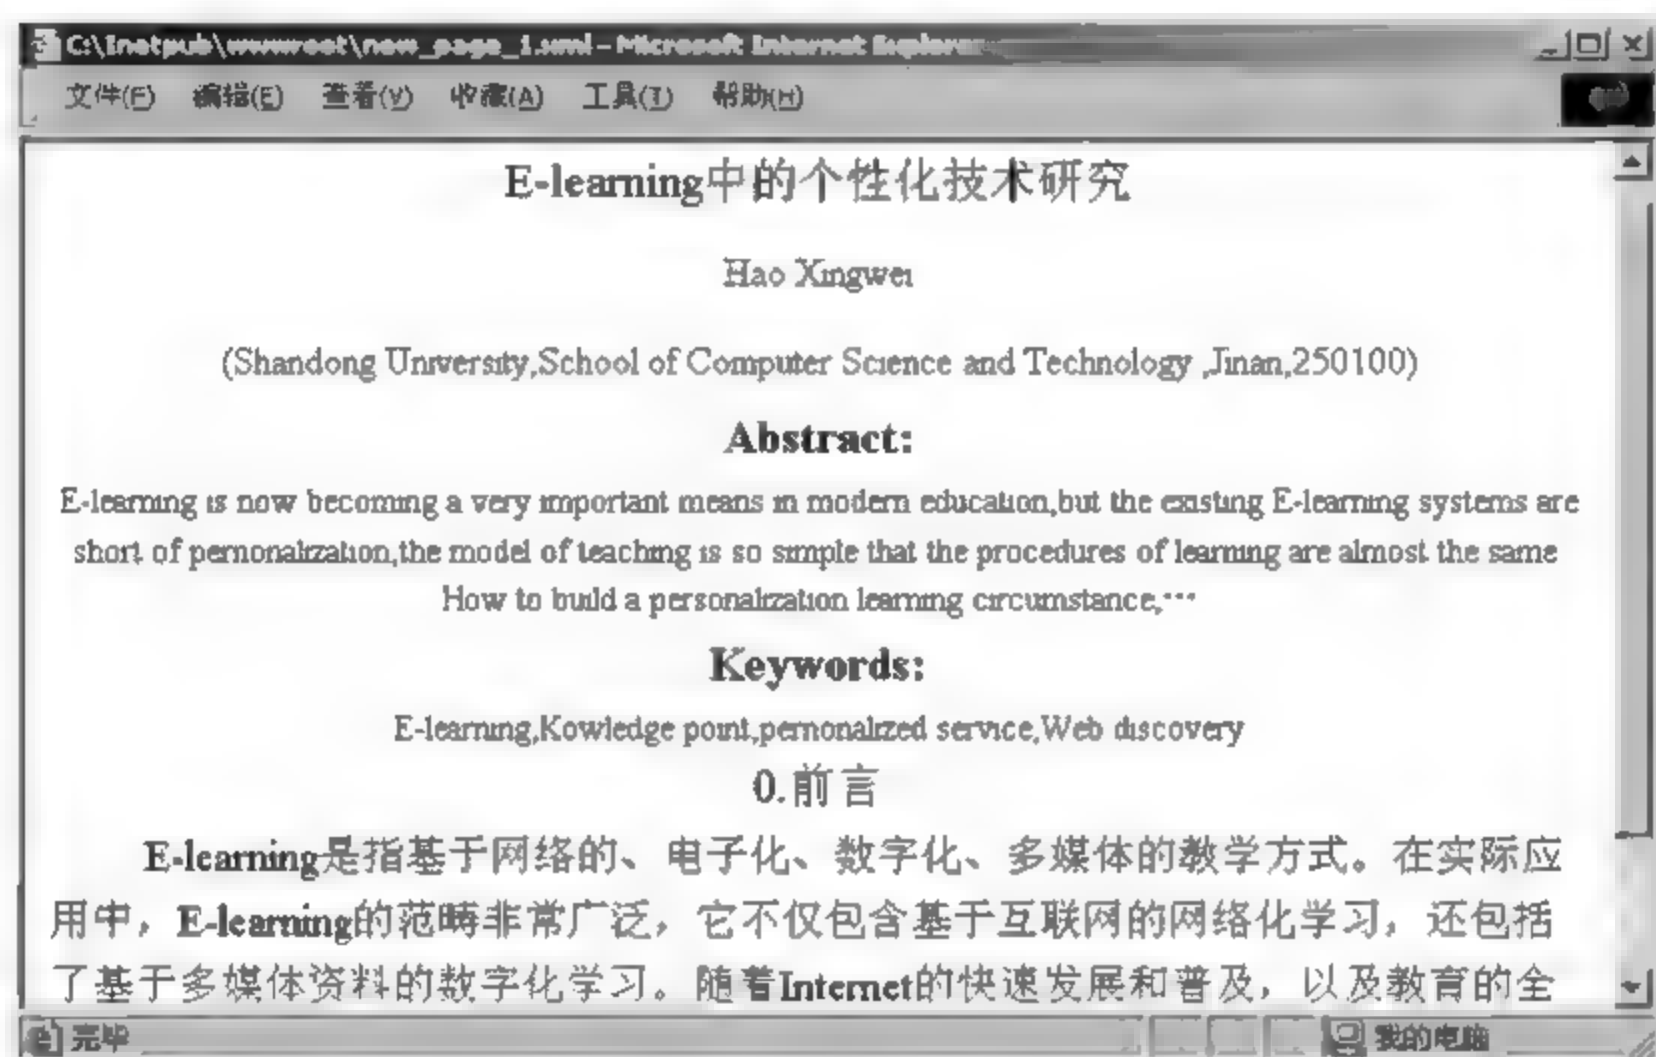 C:\Inetpub\wwwroot\new_page_1.xml - Microsoft Internet Explorer
文件(F) 编辑(E) 查看(V) 收藏(A) 工具(T) 帮助(H)
E-learning中的个性化技术研究
Hao Xingwei
(Shandong University,School of Computer Science and Technology ,Jinan,250100)
Abstract:
E-learning is now becoming a very important means in modern education,but the existing E-learning systems are
short of pernonalization,the model of teaching is so simple that the procedures of learning are almost the same
How to build a personalization learning circumstance,···
Keywords:
E-learning,Kowledge point,pernonalized service,Web discovery
0.前言
E-learning是指基于网络的、电子化、数字化、多媒体的教学方式。在实际应
用中，E-learning的范畴非常广泛，它不仅包含基于互联网的网络化学习，还包括
了基于多媒体资料的数字化学习。随着Internet的快速发展和普及，以及教育的全
完毕 我的电脑